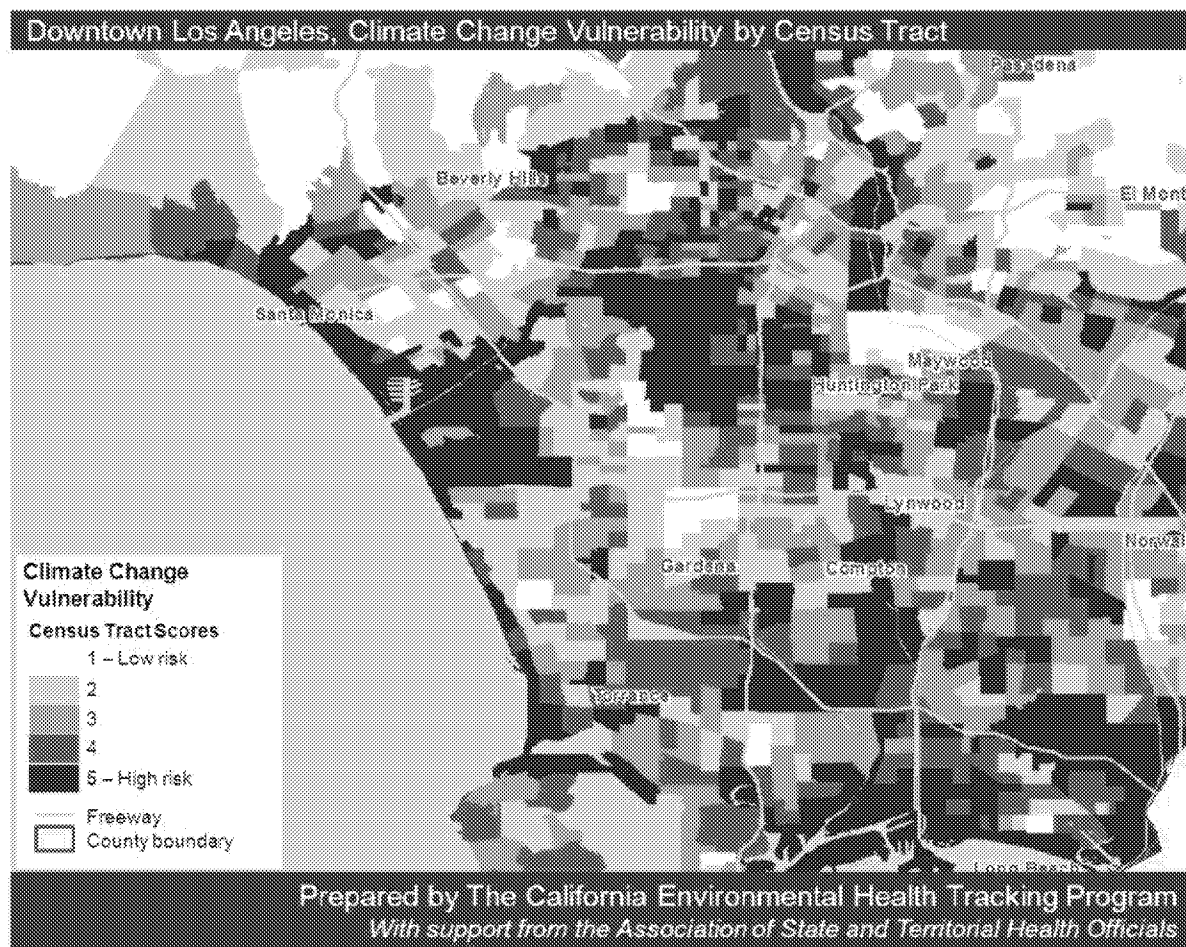 Downtown Los Angeles, Climate Change Vulnerability by Census Tract
Pasadena
Beverly Hills
El Mont
Santa Monica
Maywood
Huntington Park
Lynwood
Norwal
Gardena
Compton
Torrance
Long Beach
Climate Change
Vulnerability
Census Tract Scores
1 – Low risk
2
3
4
5 – High risk
Freeway
County boundary
Prepared by The California Environmental Health Tracking Program
With support from the Association of State and Territorial Health Officials